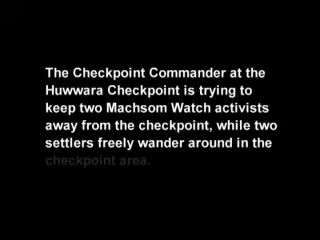 The Checkpoint Commander at the
Huwwara Checkpoint is trying to
keep two Machsom Watch activists
away from the checkpoint, while two
settlers freely wander around in the
checkpoint area.